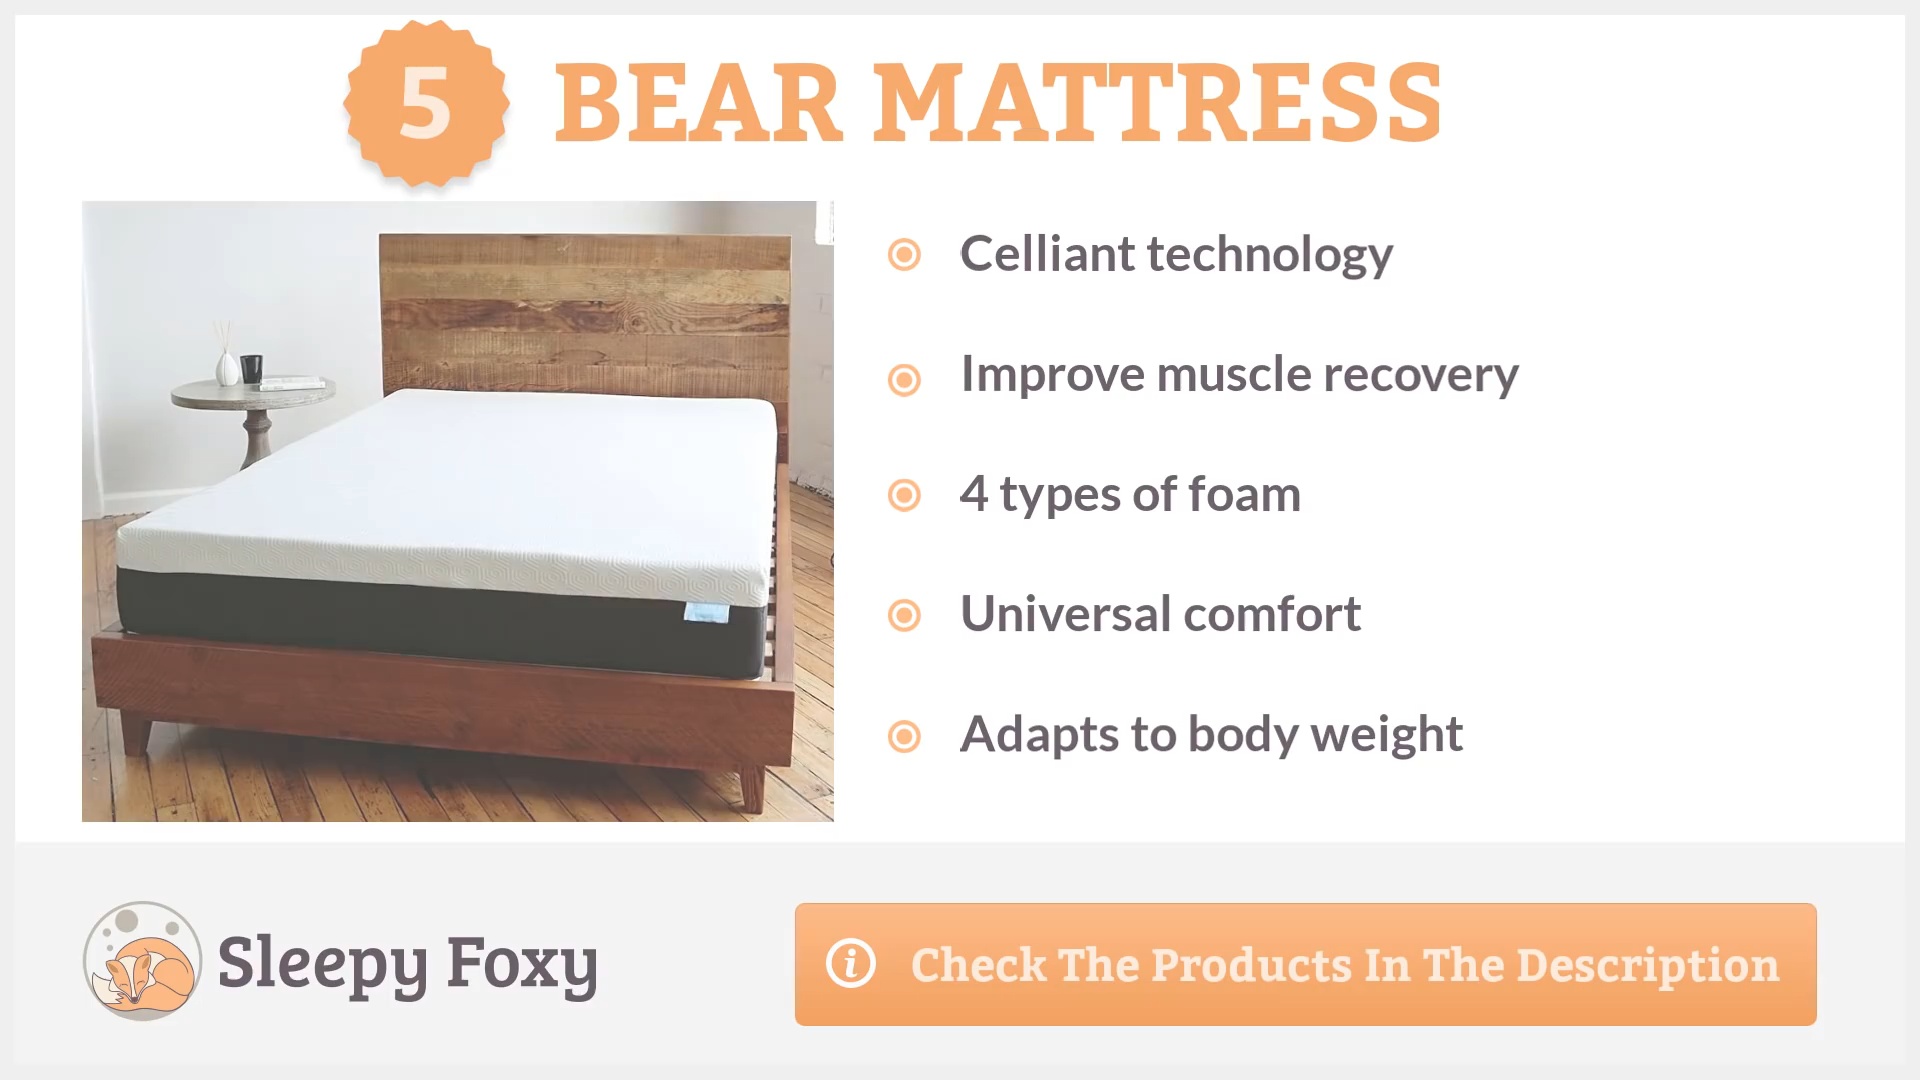 5
BEAR MATTRESS
Celliant technology
Improve muscle recovery
4 types of foam
Universal comfort
Adapts to body weight
Sleepy Foxy
i Check The Products In The Description